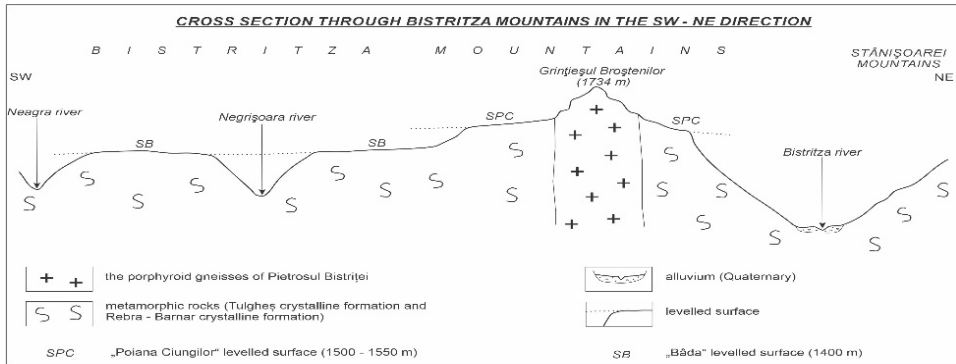 CROSS SECTION THROUGH BISTRITZA MOUNTAINS IN THE SW - NE DIRECTION
B I S T R I T Z A M O U N T A I N S
STÂNIŞOAREI
MOUNTAINS
SW
NE
Grinţieşul Broştenilor
(1734 m)
Neagra river
Negrişoara river
SPC
SPC
SB
SB
Bistritza river
the porphyroid gneisses of Pietrosul Bistriţei
alluvium (Quaternary)
metamorphic rocks (Tulgheş crystalline formation and
Rebra - Barnar crystalline formation)
levelled surface
SPC „Poiana Ciungilor" levelled surface (1500 - 1550 m)
SB „Bâda" levelled surface (1400 m)